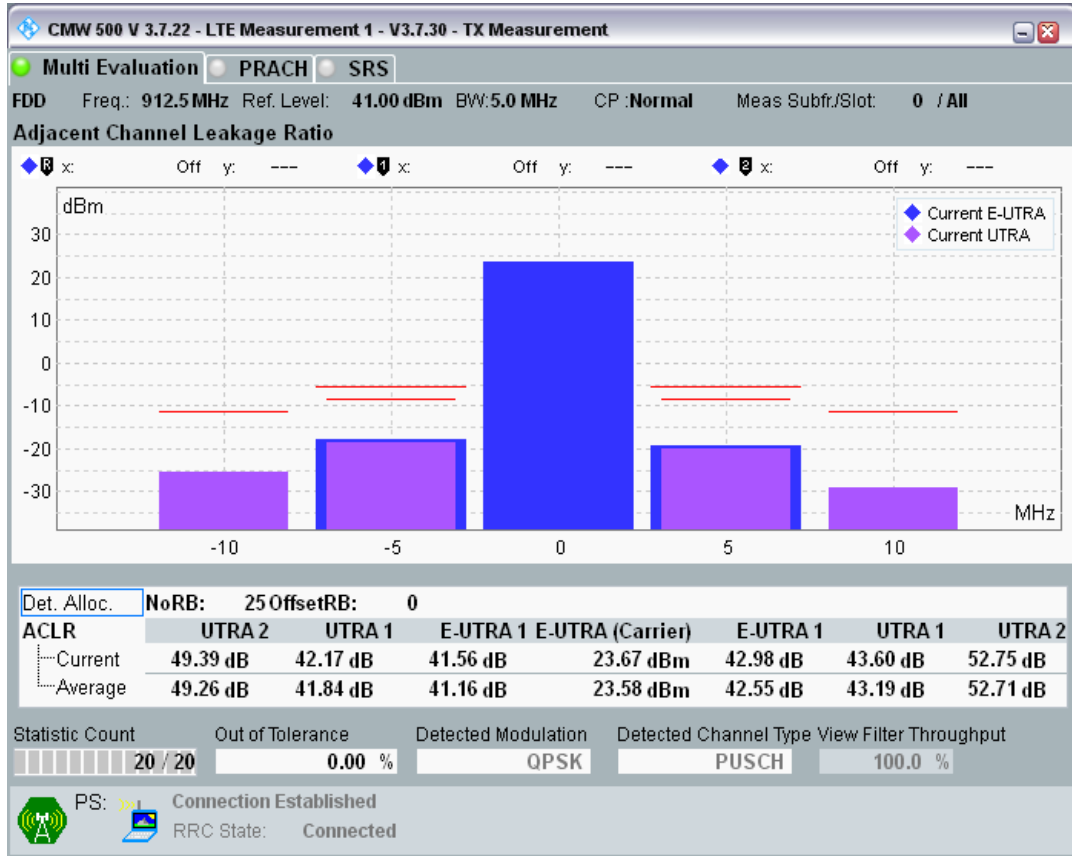 CMW 500 V 3.7.22 - LTE Measurement 1 - V3.7.30 - TX Measurement
Multi Evaluation PRACH SRS
FDD Freq.: 912.5 MHz Ref. Level: 41.00 dBm BW:5.0 MHz CP :Normal Meas Subfr./Slot: 0 / All
Adjacent Channel Leakage Ratio
R x: Off y: --- 1 x: Off y: --- 2 x: Off y: ---
dBm
Current E-UTRA
Current UTRA
30
20
10
0
-10
-20
-30
MHz
-10 -5 0 5 10
Det. Alloc. NoRB: 25 OffsetRB: 0
ACLR UTRA 2 UTRA 1 E-UTRA 1 E-UTRA (Carrier) E-UTRA 1 UTRA 1 UTRA 2
Current 49.39 dB 42.17 dB 41.56 dB 23.67 dBm 42.98 dB 43.60 dB 52.75 dB
Average 49.26 dB 41.84 dB 41.16 dB 23.58 dBm 42.55 dB 43.19 dB 52.71 dB
Statistic Count Out of Tolerance Detected Modulation Detected Channel Type View Filter Throughput
20 / 20 0.00 % QPSK PUSCH 100.0 %
PS: Connection Established
RRC State: Connected